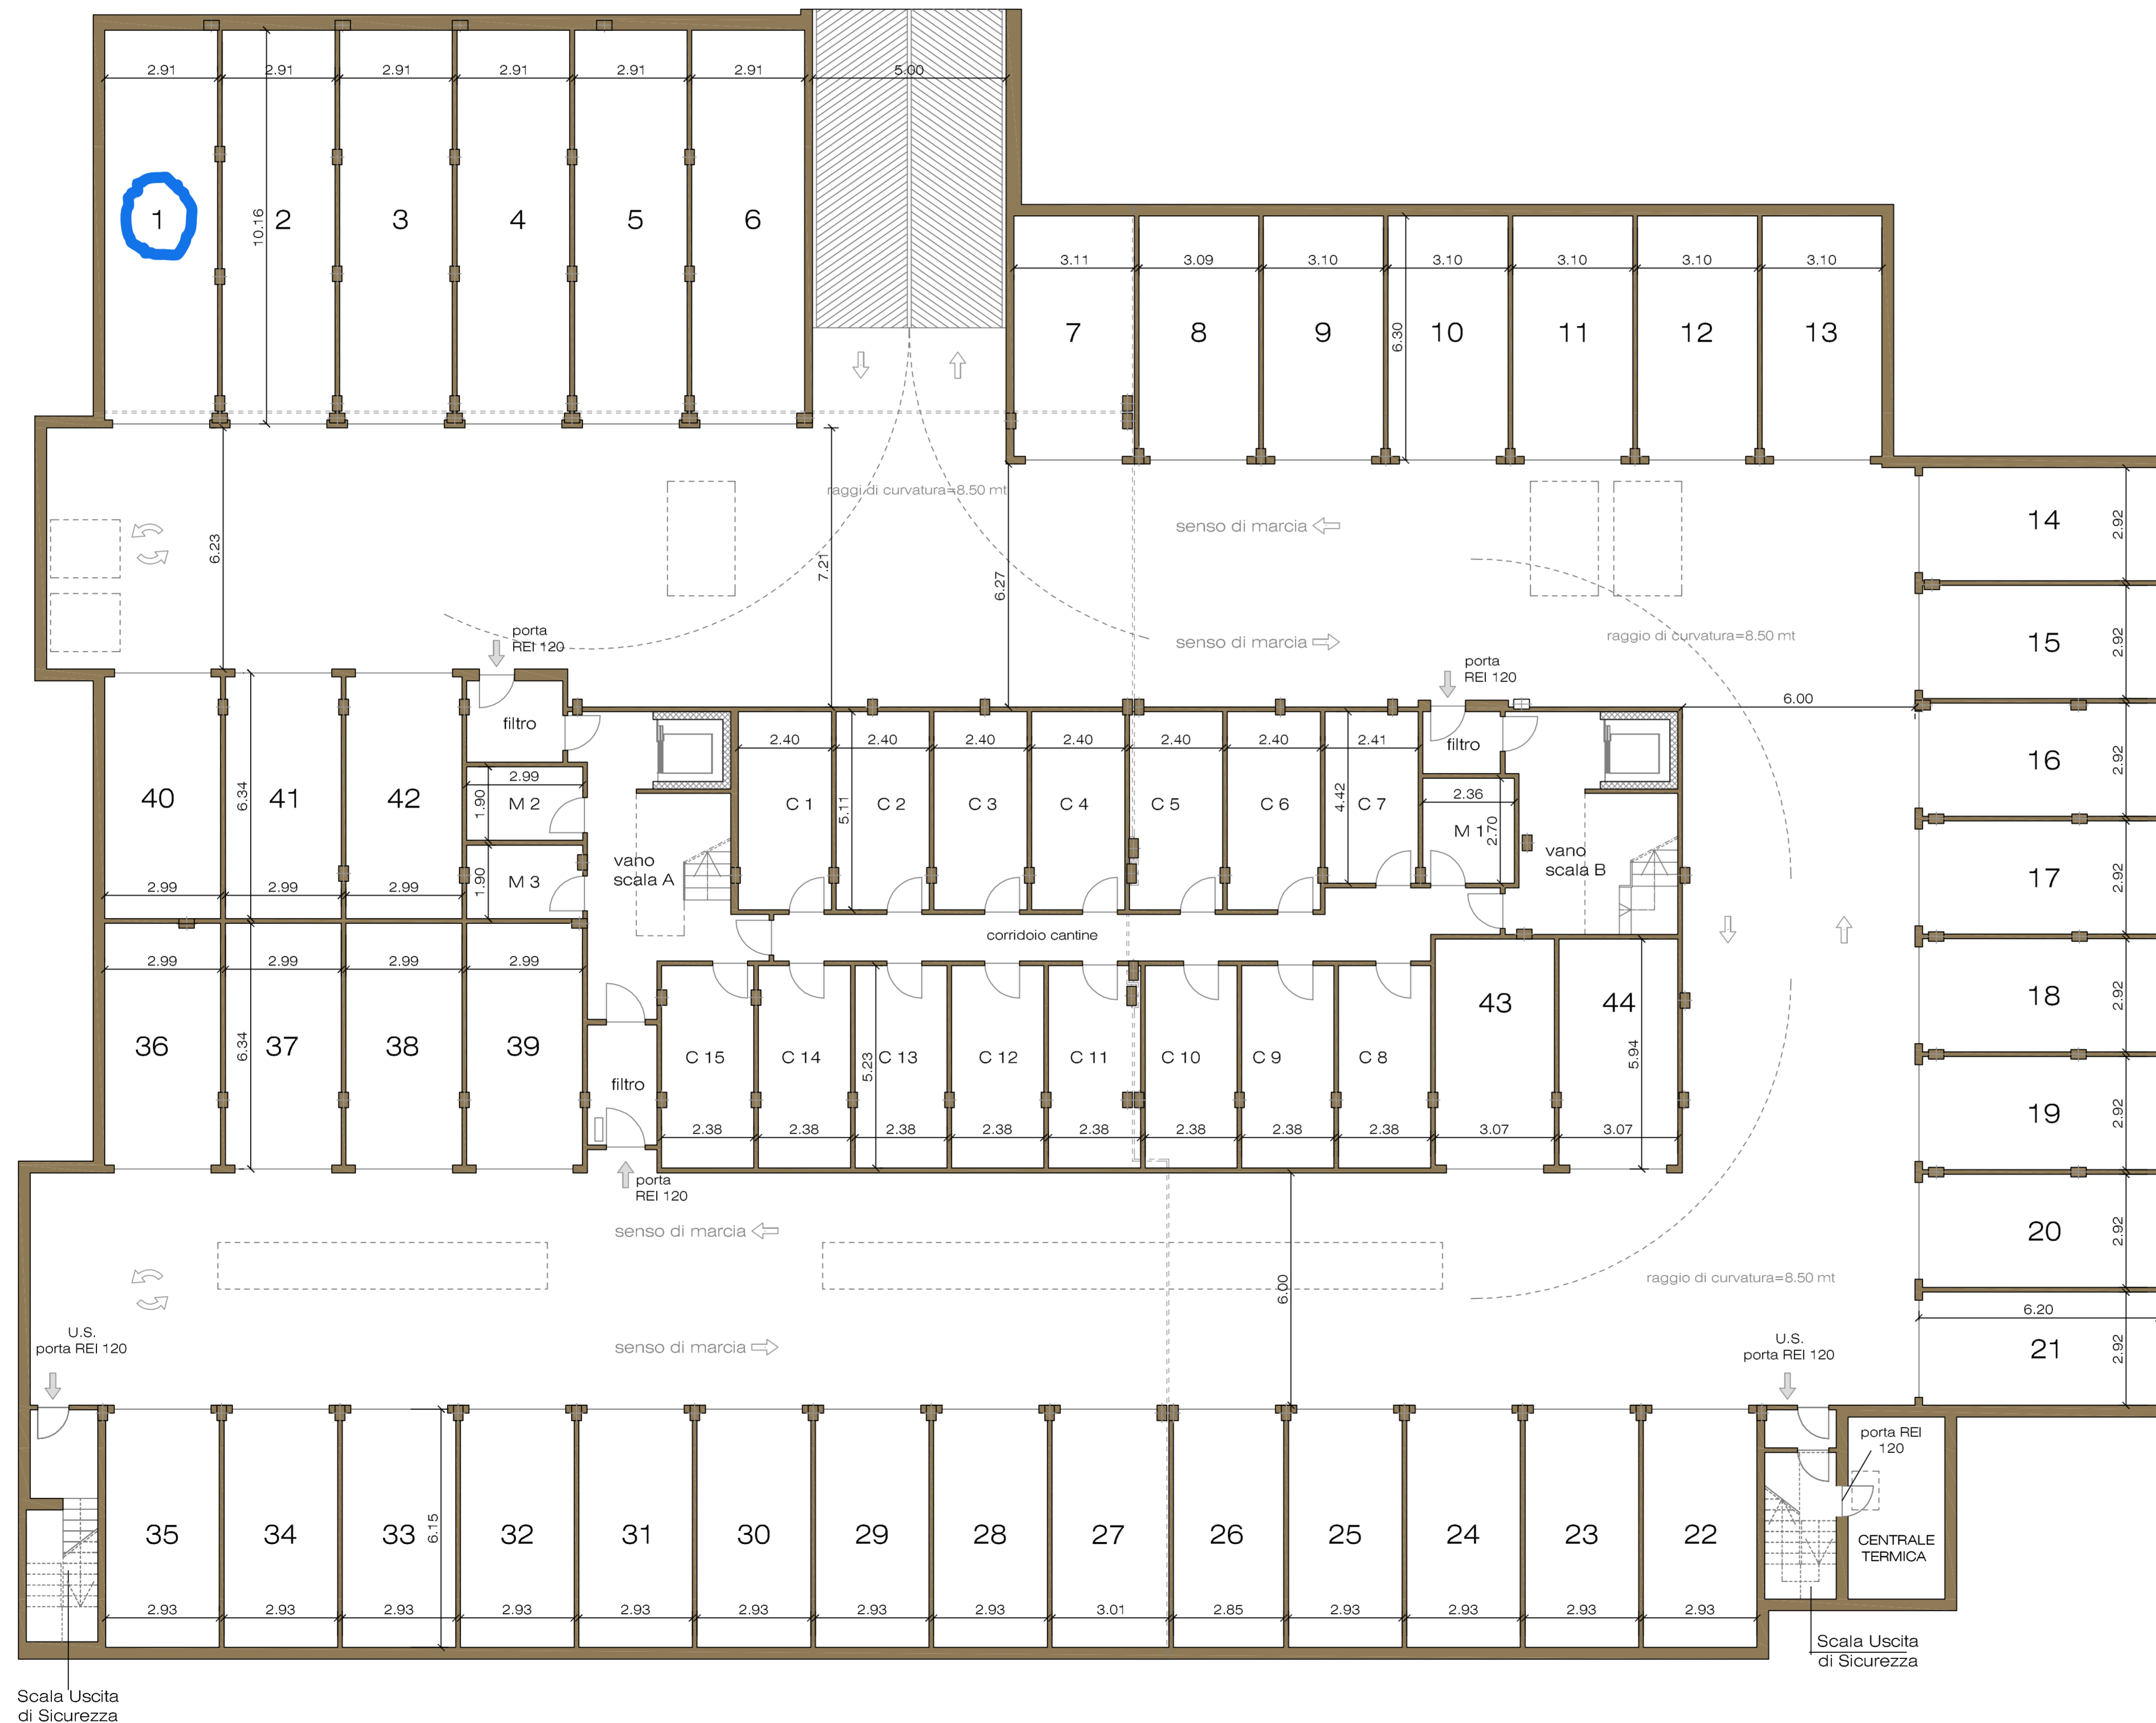 2.91 2.91 2.91 2.91 2.91 2.91 5.00
1 2 3 4 5 6
10.16
3.11 3.09 3.10 3.10 3.10 3.10 3.10
7 8 9 10 11 12 13
6.30
raggi di curvatura=8.50 mt
senso di marcia
6.23
7.21
6.27
14 2.92
porta
REI 120
senso di marcia
raggio di curvatura=8.50 mt
15 2.92
porta
REI 120
6.00
filtro
filtro
2.40 2.40 2.40 2.40 2.40 2.40 2.41
16 2.92
40 41 42
6.34
2.99
1.90
M 2
C 1 C 2 C 3 C 4 C 5 C 6 C 7
5.11
4.42
2.36
M 1
2.70
vano
scala A
vano
scala B
1.90
M 3
2.99 2.99 2.99
17 2.92
corridoio cantine
2.99 2.99 2.99 2.99
36 37 38 39
6.34
43 44
5.94
18 2.92
C 15 C 14 C 13 C 12 C 11 C 10 C 9 C 8
5.23
filtro
2.38 2.38 2.38 2.38 2.38 2.38 2.38 2.38 3.07 3.07
19 2.92
porta
REI 120
senso di marcia
20 2.92
6.00
raggio di curvatura=8.50 mt
6.20
U.S.
porta REI 120
senso di marcia
U.S.
porta REI 120
21 2.92
porta REI
120
35 34 33 32 31 30 29 28 27 26 25 24 23 22
6.15
CENTRALE
TERMICA
2.93 2.93 2.93 2.93 2.93 2.93 2.93 2.93 3.01 2.85 2.93 2.93 2.93 2.93
Scala Uscita
di Sicurezza
Scala Uscita
di Sicurezza